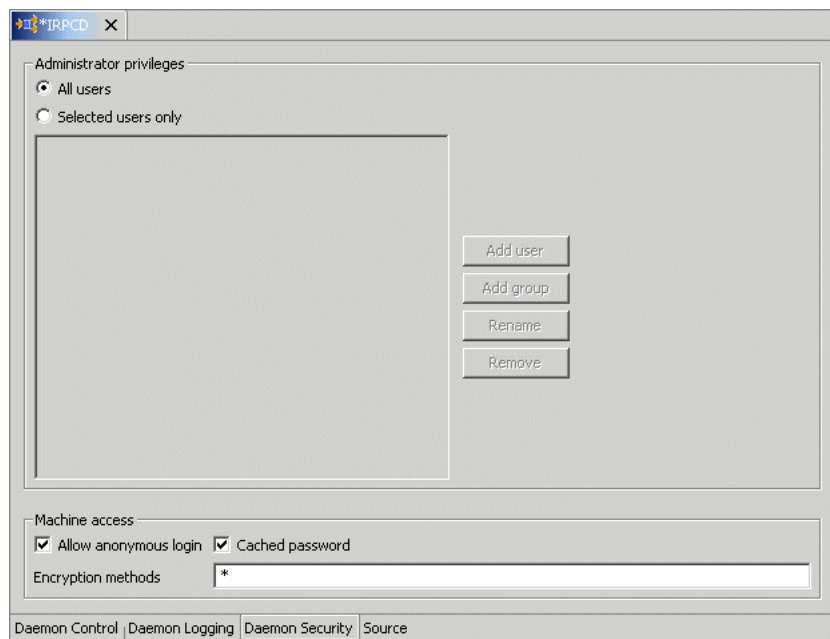 *IRPCD
Administrator privileges
All users
Selected users only
Add user
Add group
Rename
Remove
Machine access
Allow anonymous login Cached password
Encryption methods *
Daemon Control Daemon Logging Daemon Security Source